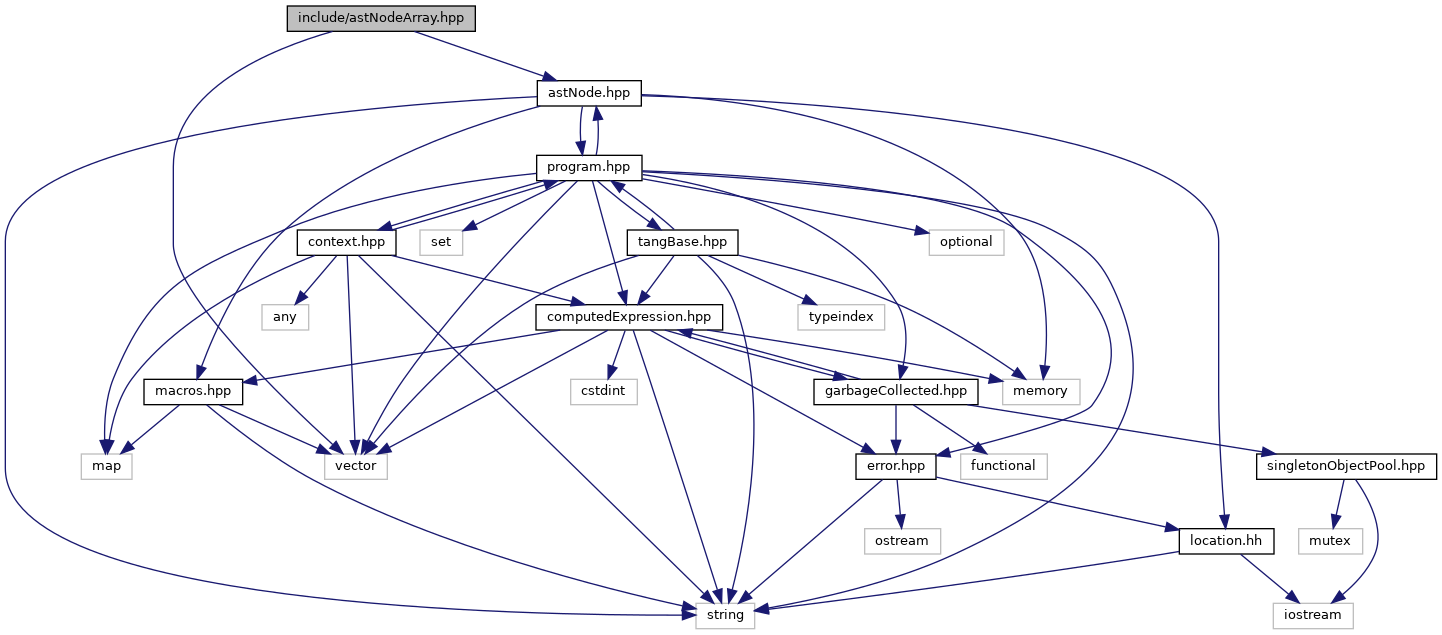 include/astNodeArray.hpp
astNode.hpp
program.hpp
context.hpp
set
tangBase.hpp
optional
any
computedExpression.hpp
typeindex
macros.hpp
cstdint
garbageCollected.hpp
memory
map
vector
error.hpp
functional
singletonObjectPool.hpp
ostream
location.hh
mutex
string
iostream